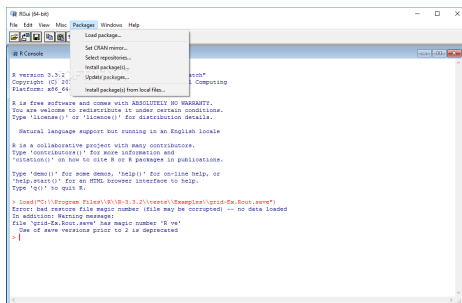 RGui (64-bit)
File Edit View Misc Packages Windows Help
Load package...
Set CRAN mirror...
Select repositories...
Install package(s)...
Update packages...
Install package(s) from local files...
R Console
R version 3.3.2 atch"
Copyright (C) 20 l Computing
Platform: x86_64
R is free software and comes with ABSOLUTELY NO WARRANTY.
You are welcome to redistribute it under certain conditions.
Type 'license()' or 'licence()' for distribution details.
Natural language support but running in an English locale
R is a collaborative project with many contributors.
Type 'contributors()' for more information and
'citation()' on how to cite R or R packages in publications.
Type 'demo()' for some demos, 'help()' for on-line help, or
'help.start()' for an HTML browser interface to help.
Type 'q()' to quit R.
> load("C:\\Program Files\\R\\R-3.3.2\\tests\\Examples\\grid-Ex.Rout.save")
Error: bad restore file magic number (file may be corrupted) -- no data loaded
In addition: Warning message:
file 'grid-Ex.Rout.save' has magic number 'R ve'
Use of save versions prior to 2 is deprecated
>